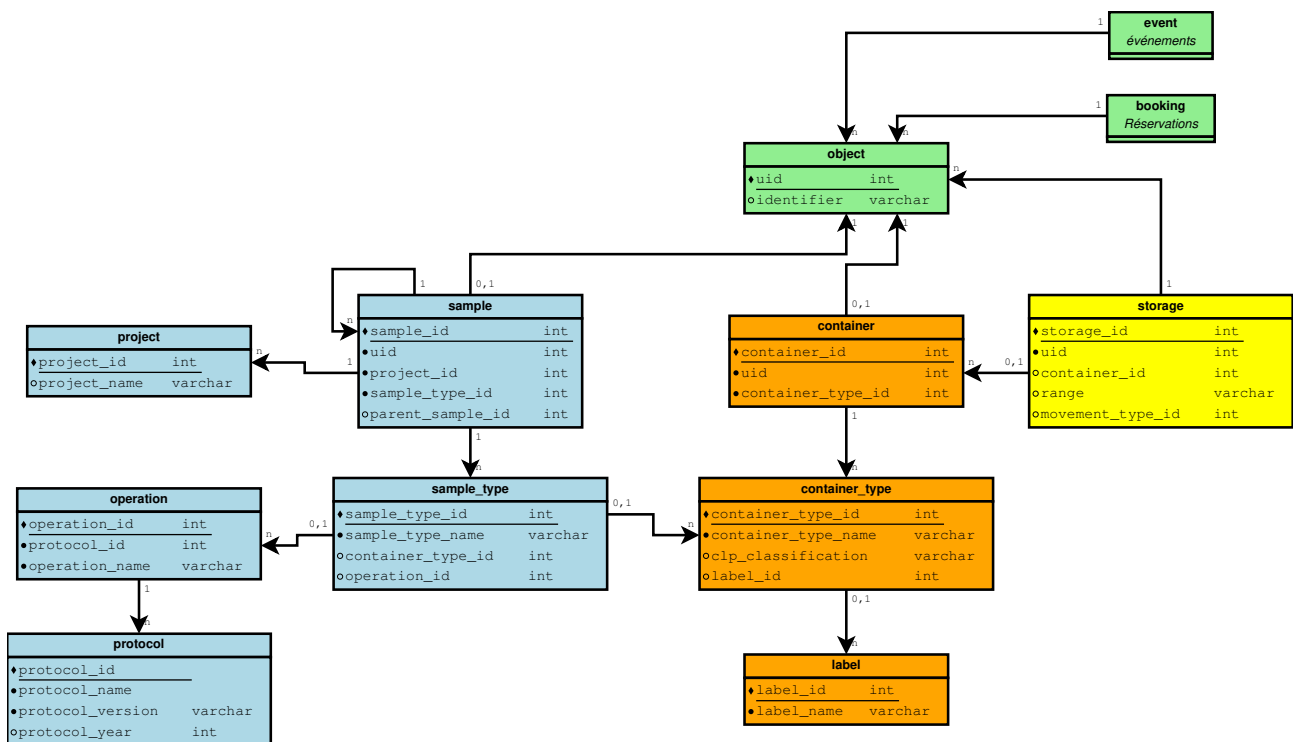 event
événements
1
booking
Réservations
1
n
n
object
uid int
identifier varchar
n
1
1
1
0,1
0,1
1
sample
sample_id int
uid int
project_id int
sample_type_id int
parent_sample_id int
n
1
project
project_id int
project_name varchar
n
container
container_id int
uid int
container_type_id int
n
0,1
storage
storage_id int
uid int
container_id int
range varchar
movement_type_id int
1
n
1
n
operation
operation_id int
protocol_id int
operation_name varchar
n
0,1
sample_type
sample_type_id int
sample_type_name varchar
container_type_id int
operation_id int
0,1
n
container_type
container_type_id int
container_type_name varchar
clp_classification varchar
label_id int
1
n
0,1
n
protocol
protocol_id
protocol_name
protocol_version varchar
protocol_year int
label
label_id int
label_name varchar